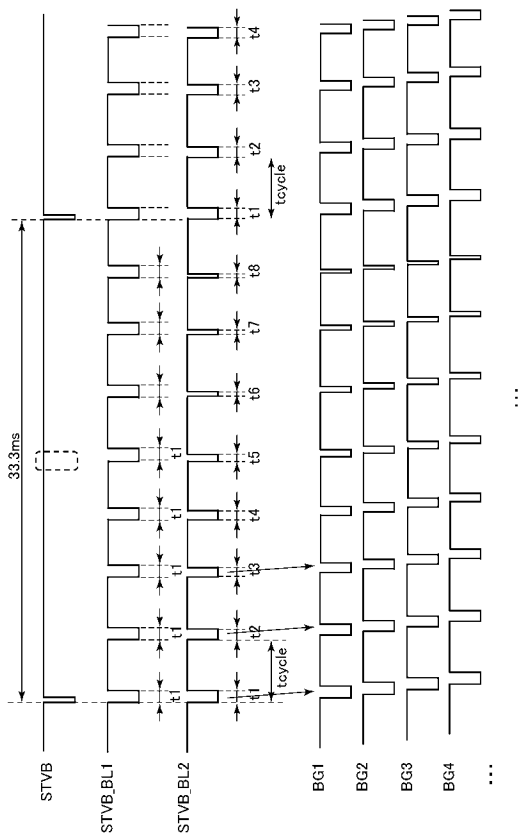 33.3ms
STVB
STVB_BL1
t1 t1 t1 t1 t1
STVB_BL2
t1 t2 t3 t4 t5 t6 t7 t8 t1 t2 t3 t4
tcycle tcycle
BG1
BG2
BG3
BG4
⋮
⋮